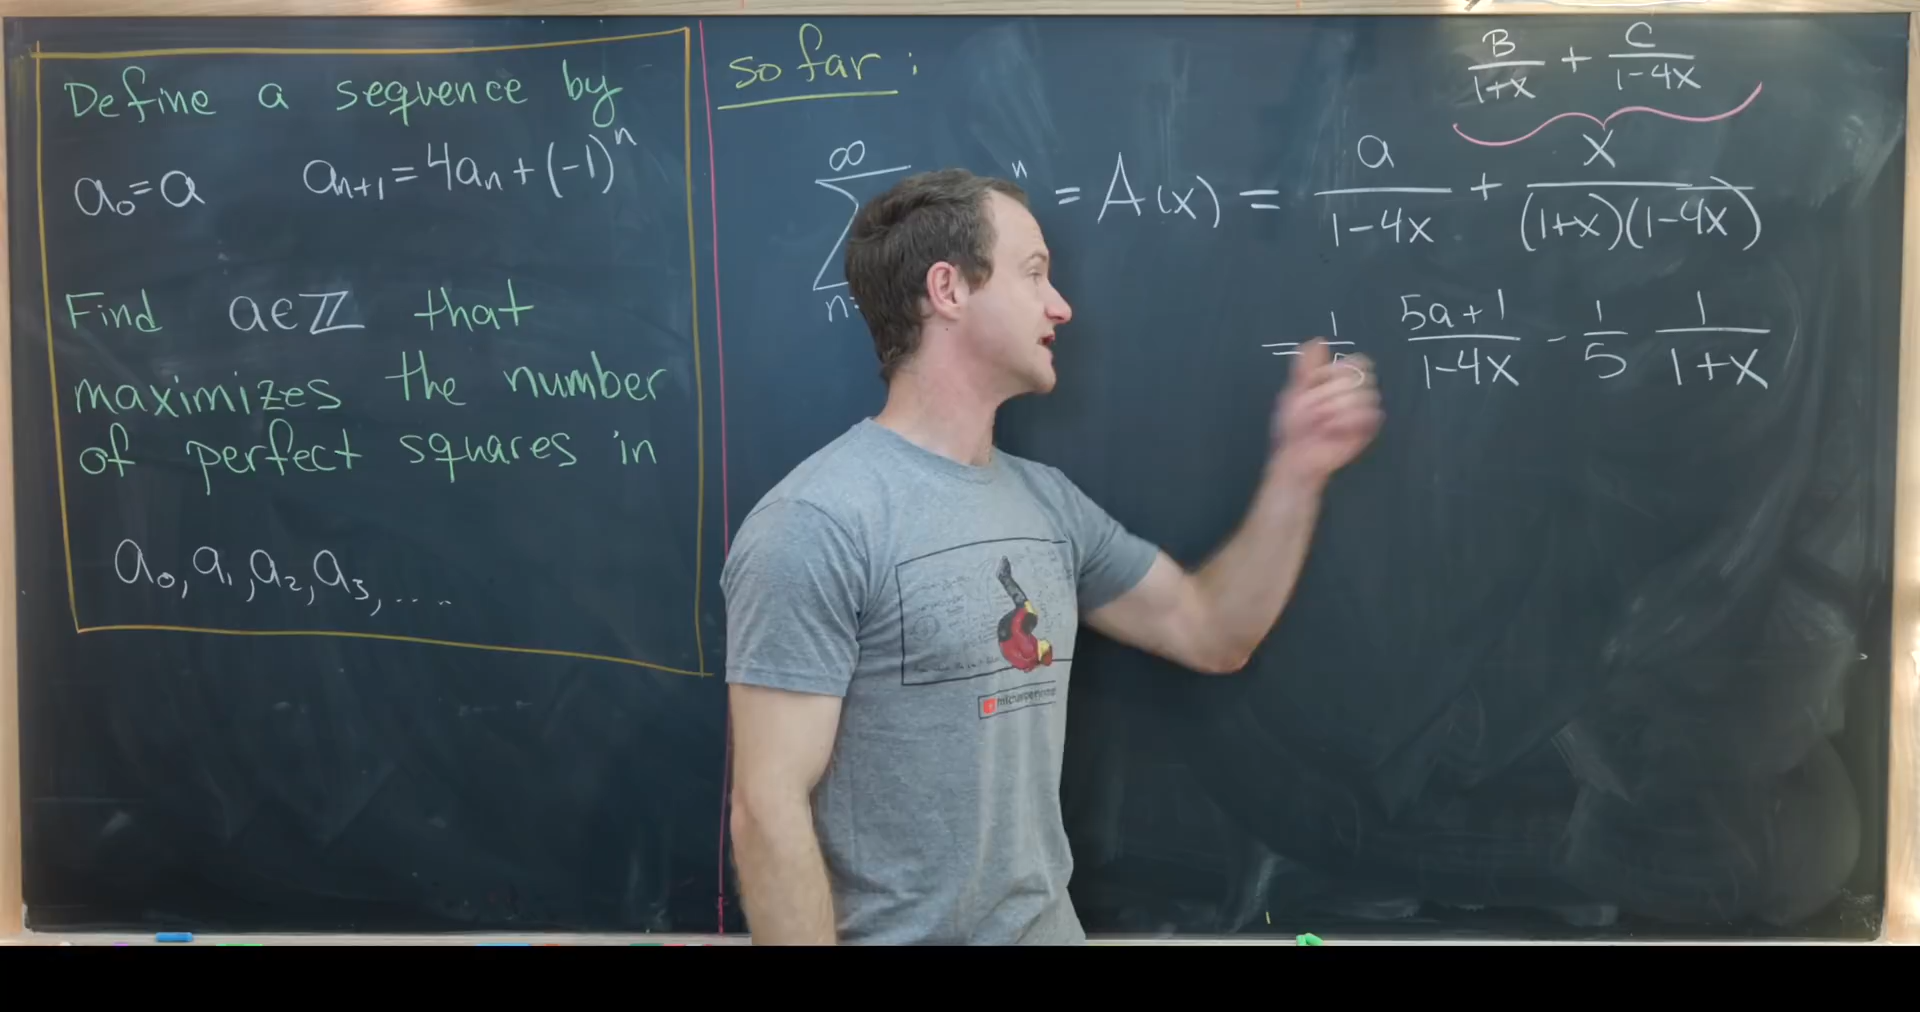 Define a sequence by
a₀=a aₙ₊₁=4aₙ+(-1)ⁿ
Find a∈ℤ that
maximizes the number
of perfect squares in
a₀, a₁, a₂, a₃, ....
so far:
B/(1+x) + C/(1-4x)
∞ Σ n = A(x) = a/(1-4x) + x/((1+x)(1-4x))
= 1/5 (5a+1)/(1-4x) - 1/5 1/(1+x)